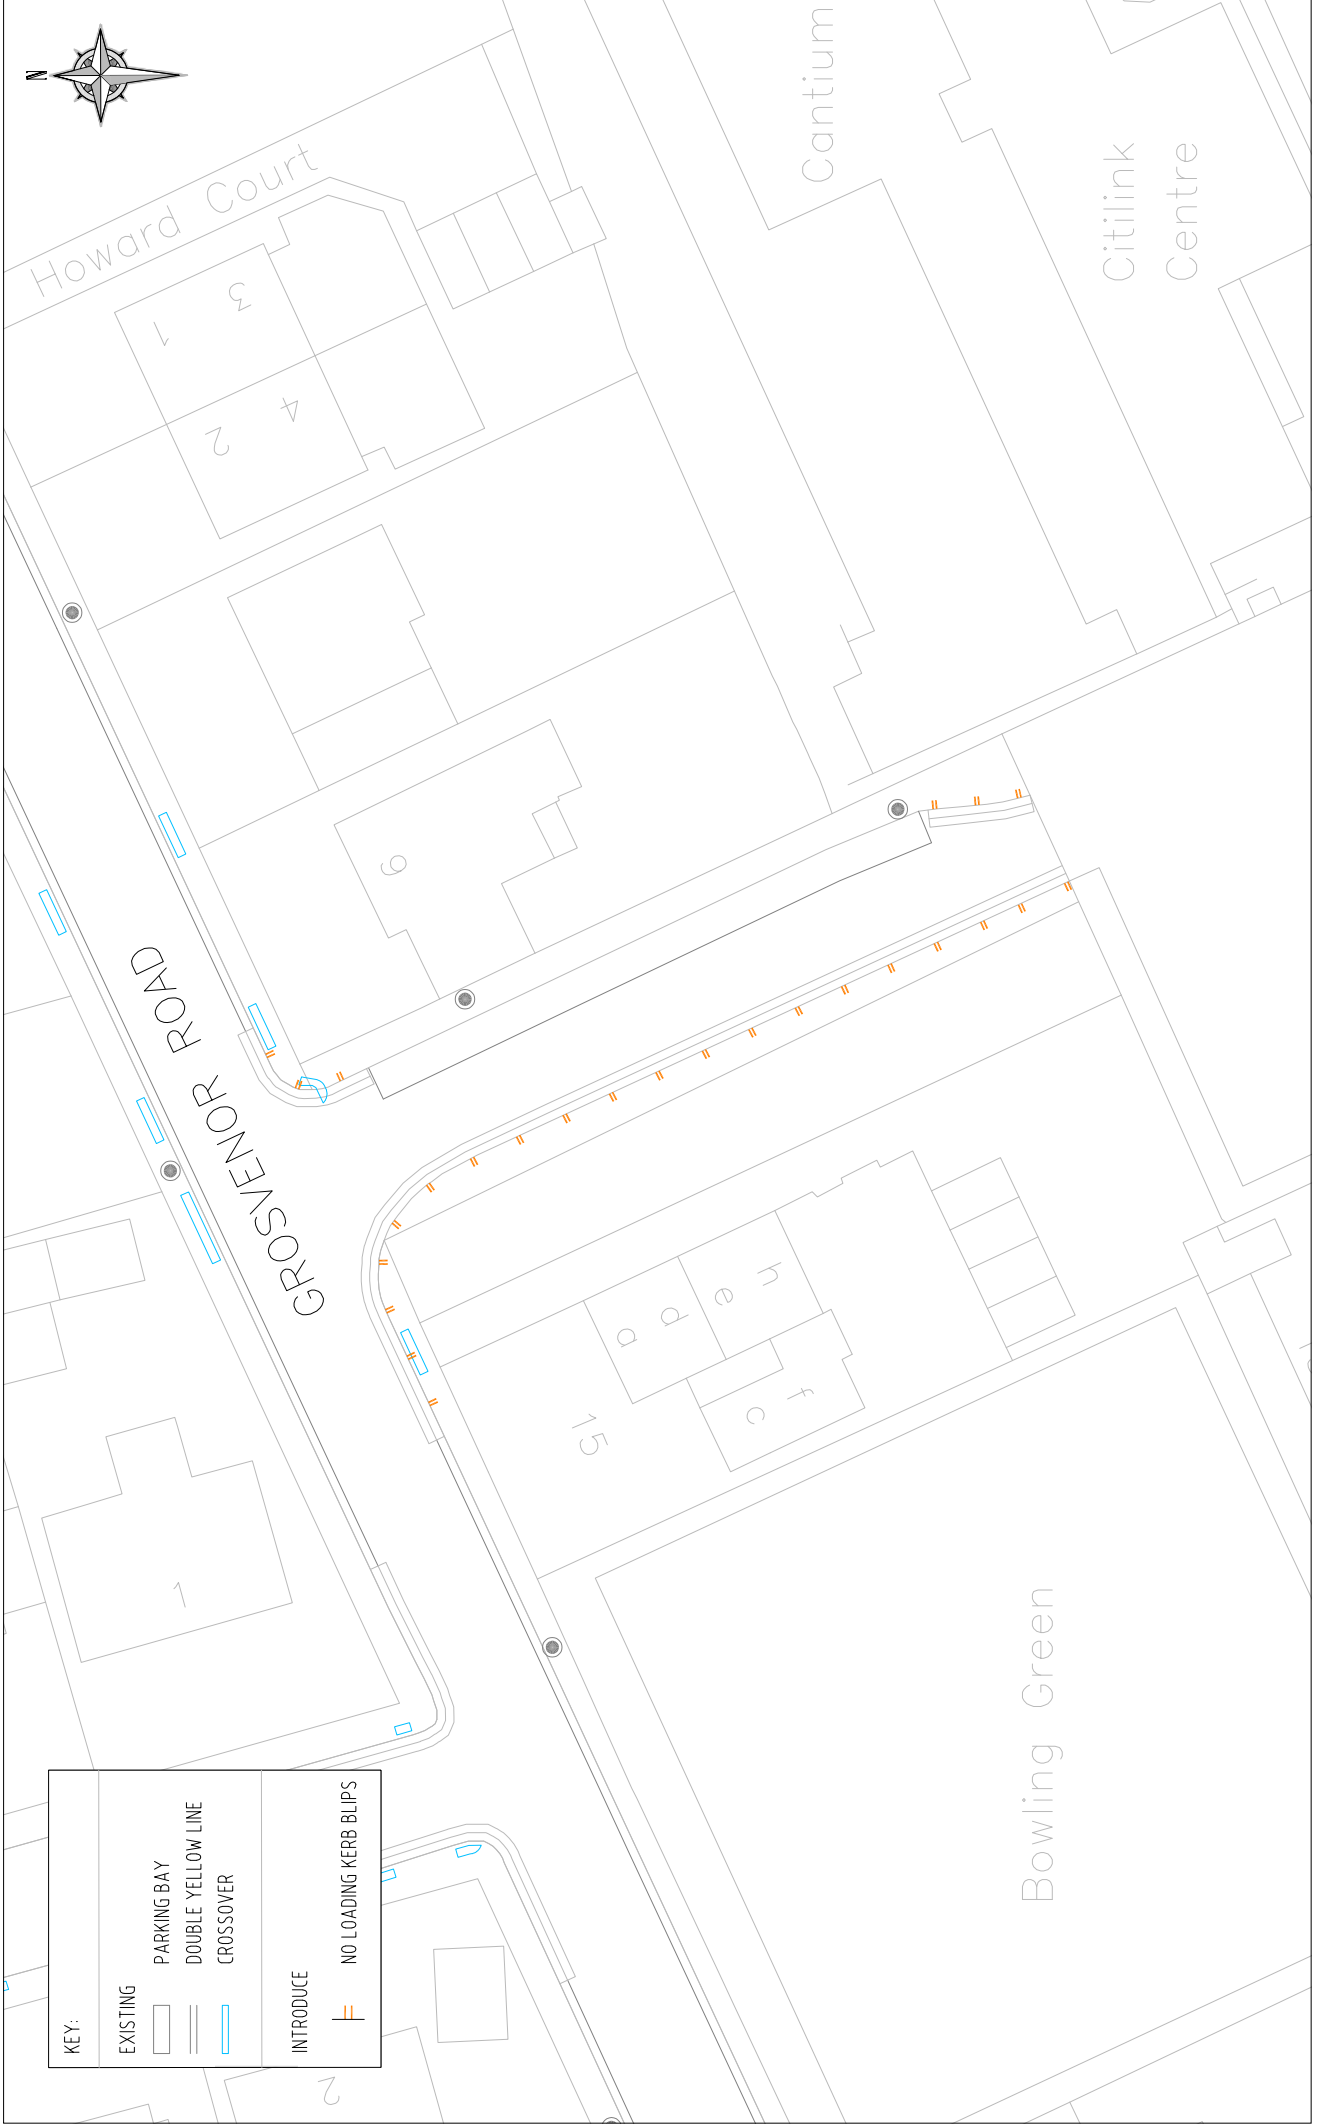 N
Howard Court
1
3
2
4
Cantium
Citilink
Centre
GROSVENOR ROAD
9
15
a
d
e
h
c
f
1
2
Bowling Green
KEY:
EXISTING
PARKING BAY
DOUBLE YELLOW LINE
CROSSOVER
INTRODUCE
NO LOADING KERB BLIPS